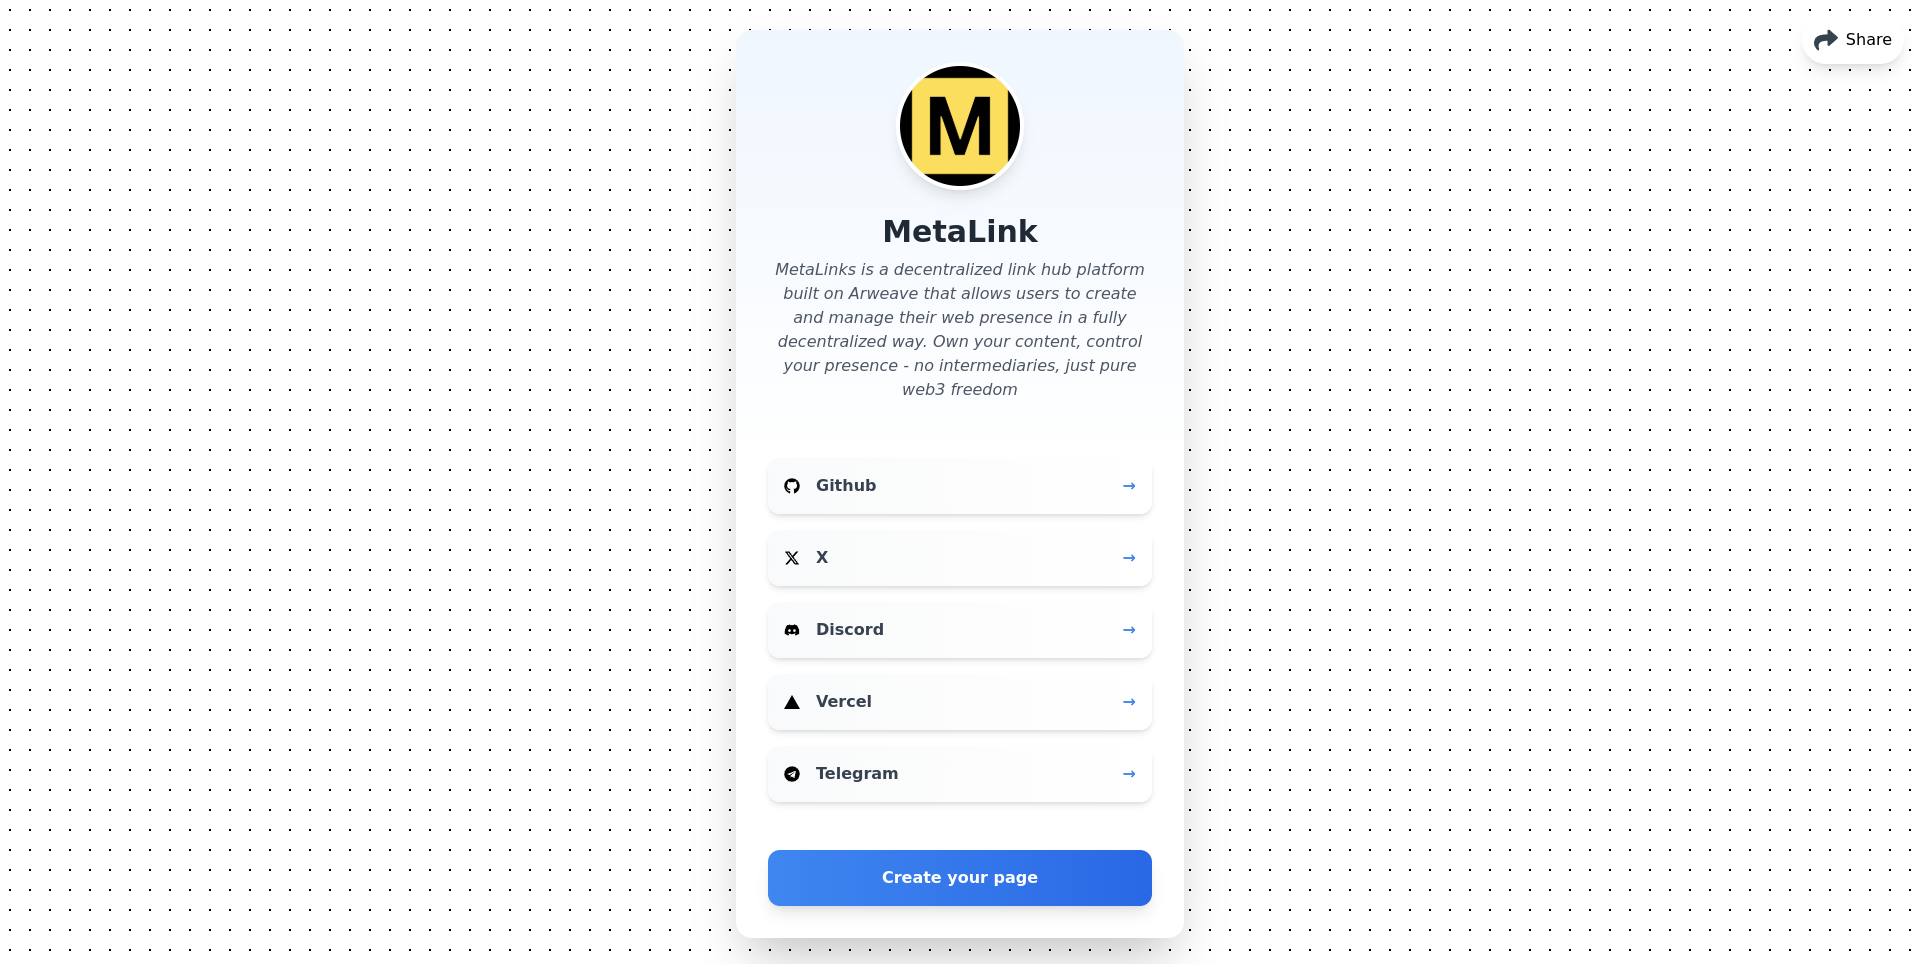 Share
M
MetaLink
MetaLinks is a decentralized link hub platform
built on Arweave that allows users to create
and manage their web presence in a fully
decentralized way. Own your content, control
your presence - no intermediaries, just pure
web3 freedom
Github →
X →
Discord →
Vercel →
Telegram →
Create your page